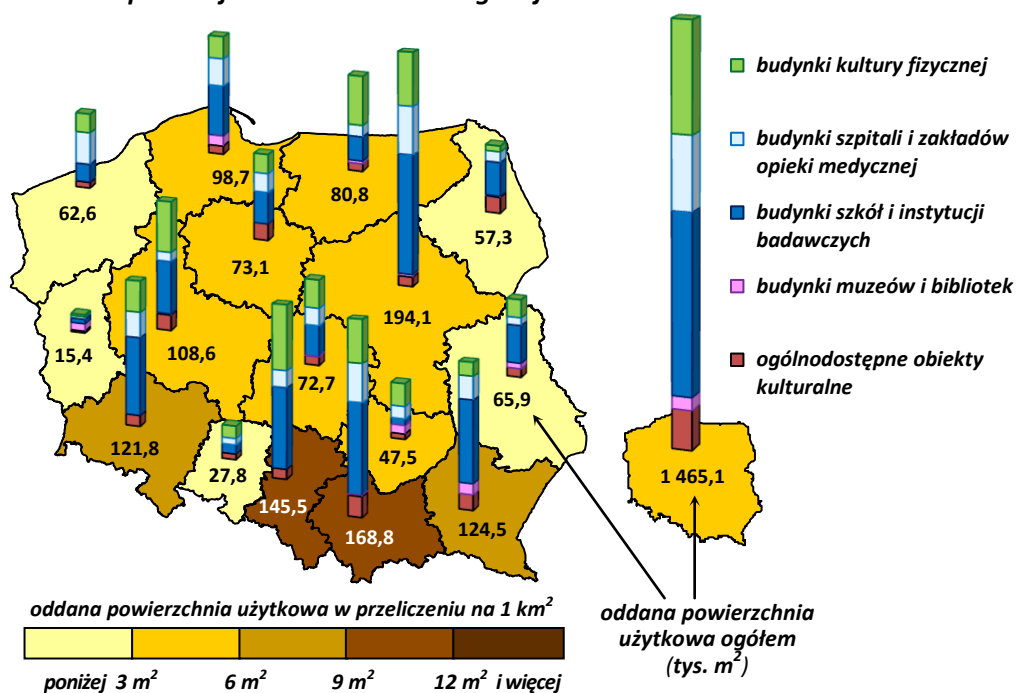 budynki kultury fizycznej
budynki szpitali i zakładów
opieki medycznej
budynki szkół i instytucji
badawczych
budynki muzeów i bibliotek
ogólnodostępne obiekty
kulturalne
62,6
98,7
80,8
57,3
73,1
15,4
108,6
194,1
72,7
65,9
121,8
27,8
47,5
145,5
168,8
124,5
1 465,1
oddana powierzchnia użytkowa w przeliczeniu na 1 km²
poniżej 3 m² 6 m² 9 m² 12 m² i więcej
oddana powierzchnia
użytkowa ogółem
(tys. m²)